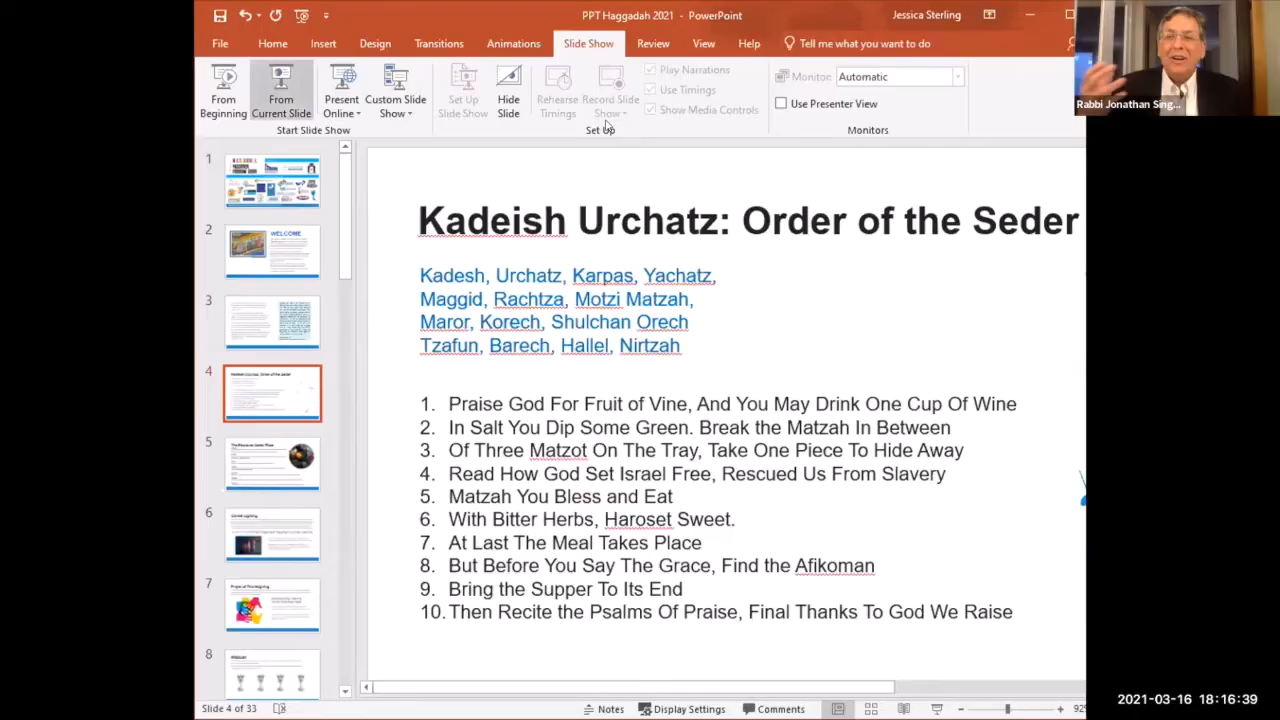 PPT Haggadah 2021 - PowerPoint
Jessica Sterling
File Home Insert Design Transitions Animations Slide Show Review View Help Tell me what you want to do
From Beginning
From Current Slide
Present Online
Custom Slide Show
Set Up Slide Show
Hide Slide
Rehearse Timings
Record Slide Show
Play Narrations
Use Timings
Show Media Controls
Monitor: Automatic
Use Presenter View
Start Slide Show
Set Up
Monitors
Rabbi Jonathan Sing...
1
2
WELCOME
3
4
5
6
7
8
Kadeish Urchatz: Order of the Seder
Kadesh, Urchatz, Karpas, Yachatz,
Maggid, Rachtza, Motzi Matzah,
Maror, Korech, Shulchan Orech
Tzafun, Barech, Hallel, Nirtzah
1. Praise God For Fruit of Vine, And You May Drink One Cup Of Wine
2. In Salt You Dip Some Green. Break the Matzah In Between
3. Of Three Matzot On The Tray, Take One Piece To Hide Away
4. Read How God Set Israel Free, Rescued Us From Slavery
5. Matzah You Bless and Eat
6. With Bitter Herbs, Haroset Sweet.
7. At Last The Meal Takes Place
8. But Before You Say The Grace, Find the Afikoman
9. Bring the Supper To Its End
10. Then Recite the Psalms Of Praise, Final Thanks To God We Raise
Slide 4 of 33
Notes Display Settings Comments
2021-03-16 18:16:39